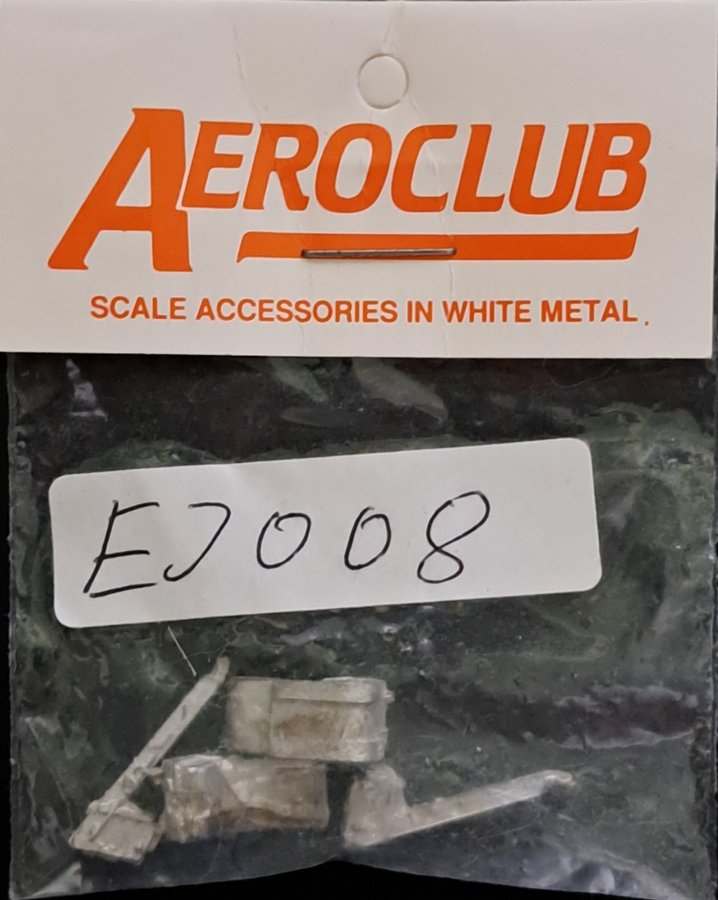 AEROCLUB
SCALE ACCESSORIES IN WHITE METAL.
EJ008